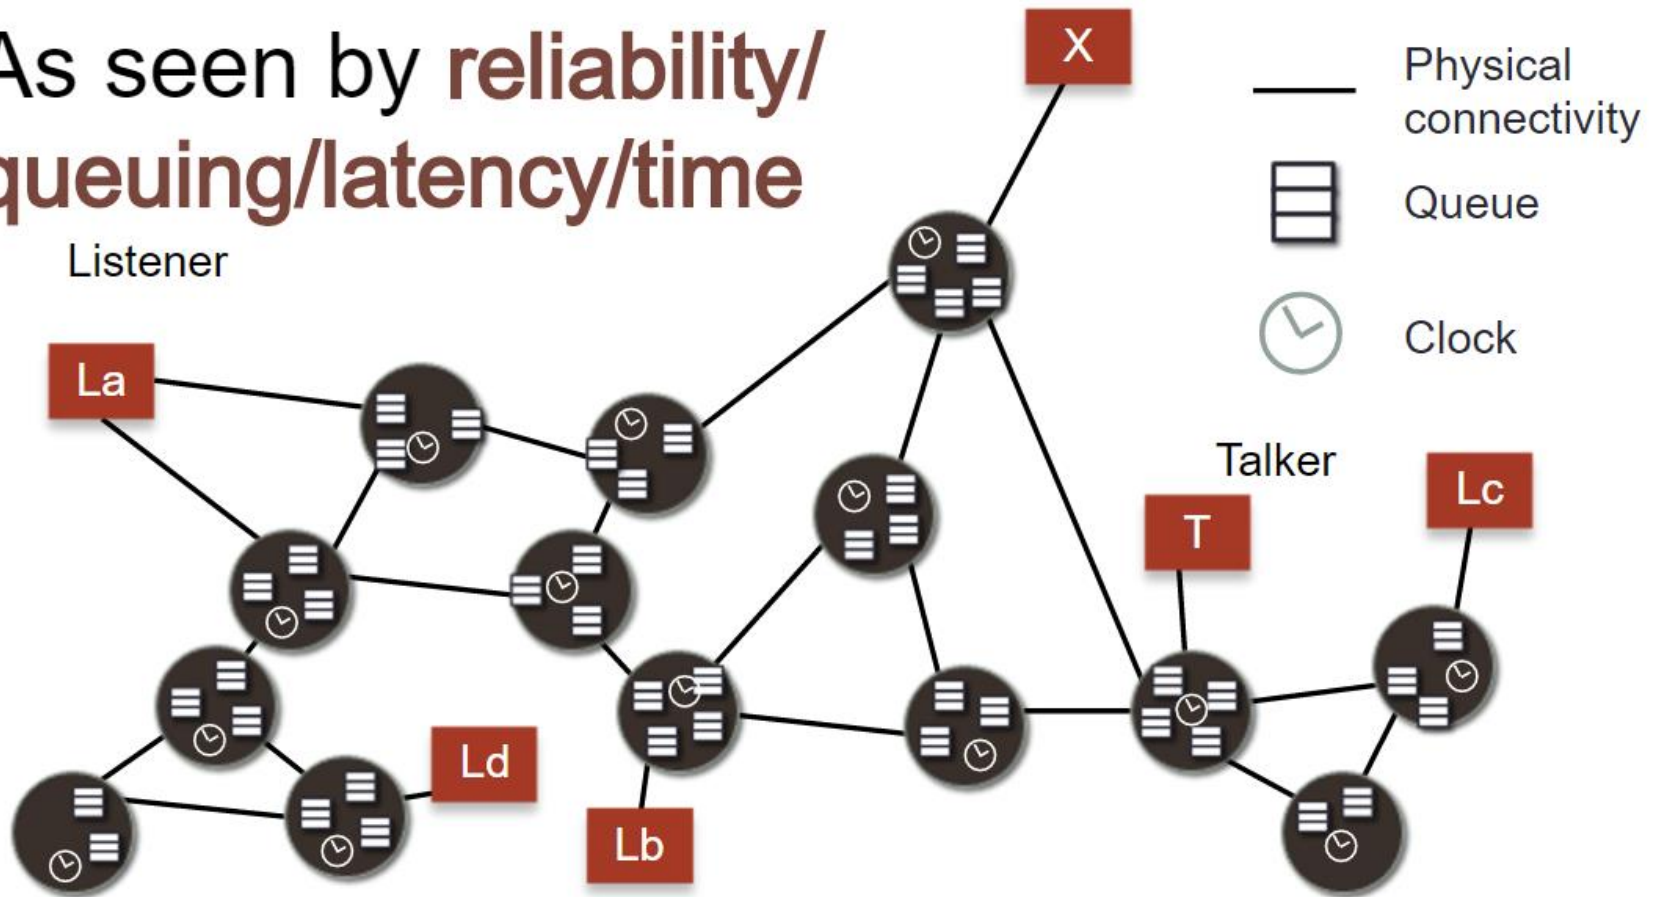 As seen by reliability/
queuing/latency/time
Listener
X
Physical
connectivity
Queue
Clock
La
Talker
T
Lc
Ld
Lb